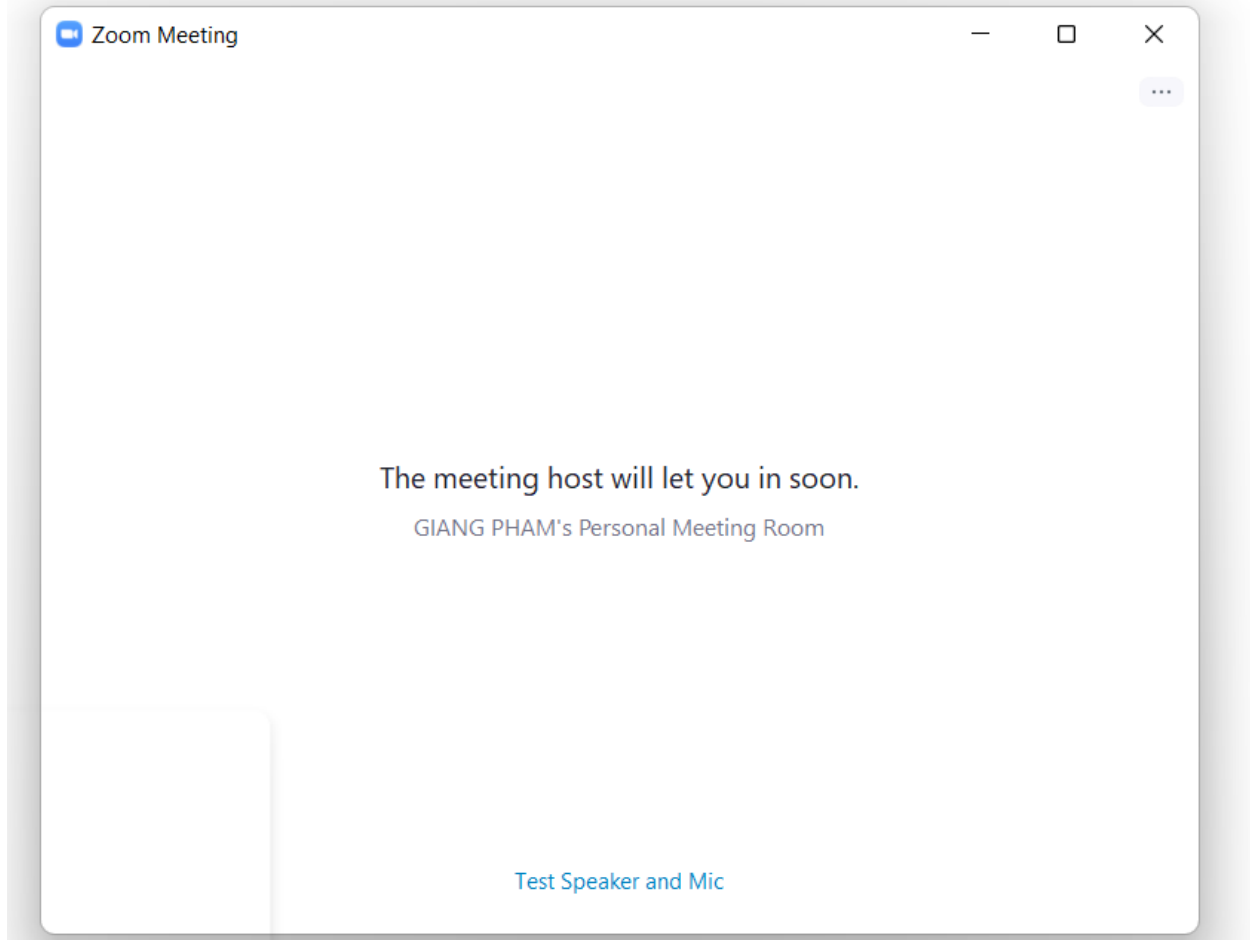 Zoom Meeting
The meeting host will let you in soon.
GIANG PHAM's Personal Meeting Room
Test Speaker and Mic